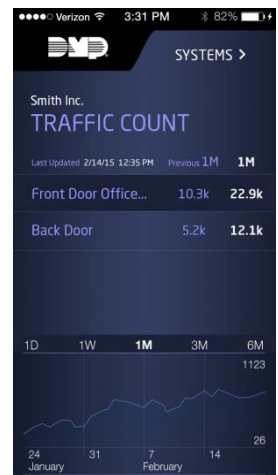 Verizon 3:31 PM 82%
DMP
SYSTEMS >
Smith Inc.
TRAFFIC COUNT
Last Updated 2/14/15 12:35 PM Previous 1M 1M
Front Door Office... 10.3k 22.9k
Back Door 5.2k 12.1k
1D 1W 1M 3M 6M
1123
26
24 31 7 14
January February